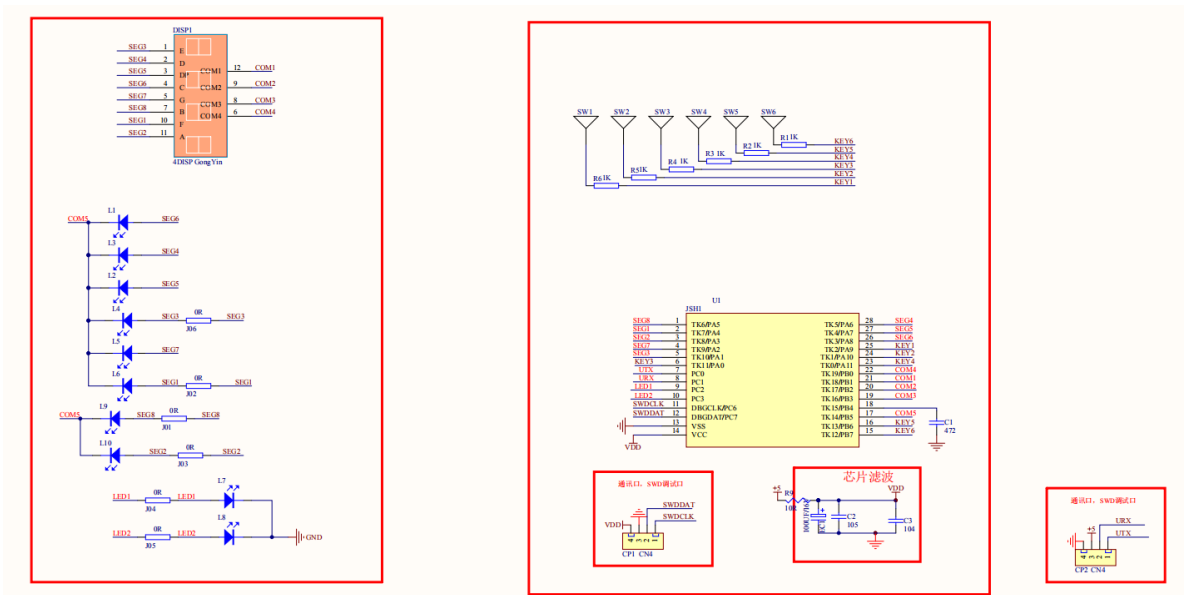 DISP1
SEG3 1 E
SEG4 2 D
SEG5 3 DP COM1 12 COM1
SEG6 4 C COM2 9 COM2
SEG7 5 G COM3 8 COM3
SEG8 7 B COM4 6 COM4
SEG1 10 F
SEG2 11 A
4DISP GongYin
COM5 L1 SEG6
L3 SEG4
L2 SEG5
L4 SEG3 0R SEG3
J06
L5 SEG7
L6 SEG1 0R SEG1
J02
COM5 L9 SEG8 0R SEG8
J01
L10 SEG2 0R SEG2
J03
LED1 0R LED1 L7
J04
LED2 0R LED2 L8
J05
GND
SW1 SW2 SW3 SW4 SW5 SW6
R1 1K KEY6
R2 1K KEY5
R3 1K KEY4
R4 1K KEY3
R5 1K KEY2
R6 1K KEY1
U1
JSH1
SEG8 1 TK6/PA5 TK5/PA6 28 SEG4
SEG1 2 TK7/PA4 TK4/PA7 27 SEG5
SEG2 3 TK8/PA3 TK3/PA8 26 SEG6
SEG7 4 TK9/PA2 TK2/PA9 25 KEY1
SEG3 5 TK10/PA1 TK1/PA10 24 KEY2
KEY3 6 TK11/PA0 TK0/PA11 23 KEY4
UTX 7 PC0 TK19/PB0 22 COM4
URX 8 PC1 TK18/PB1 21 COM1
LED1 9 PC2 TK17/PB2 20 COM2
LED2 10 PC3 TK16/PB3 19 COM3
SWDCLK 11 DBGCLK/PC6 TK15/PB4 18
SWDDAT 12 DBGDAT/PC7 TK14/PB5 17 COM5
13 VSS TK13/PB6 16 KEY5
VDD 14 VCC TK12/PB7 15 KEY6
C1
472
通讯口，SWD调试口
SWDDAT
SWDCLK
VDD
4 3 2 1
CP1 CN4
芯片滤波
+5 R9 VDD
10R
100UF/16V
EC1
C2
105
C3
104
通讯口，SWD调试口
URX
+5 UTX
4 3 2 1
CP2 CN4